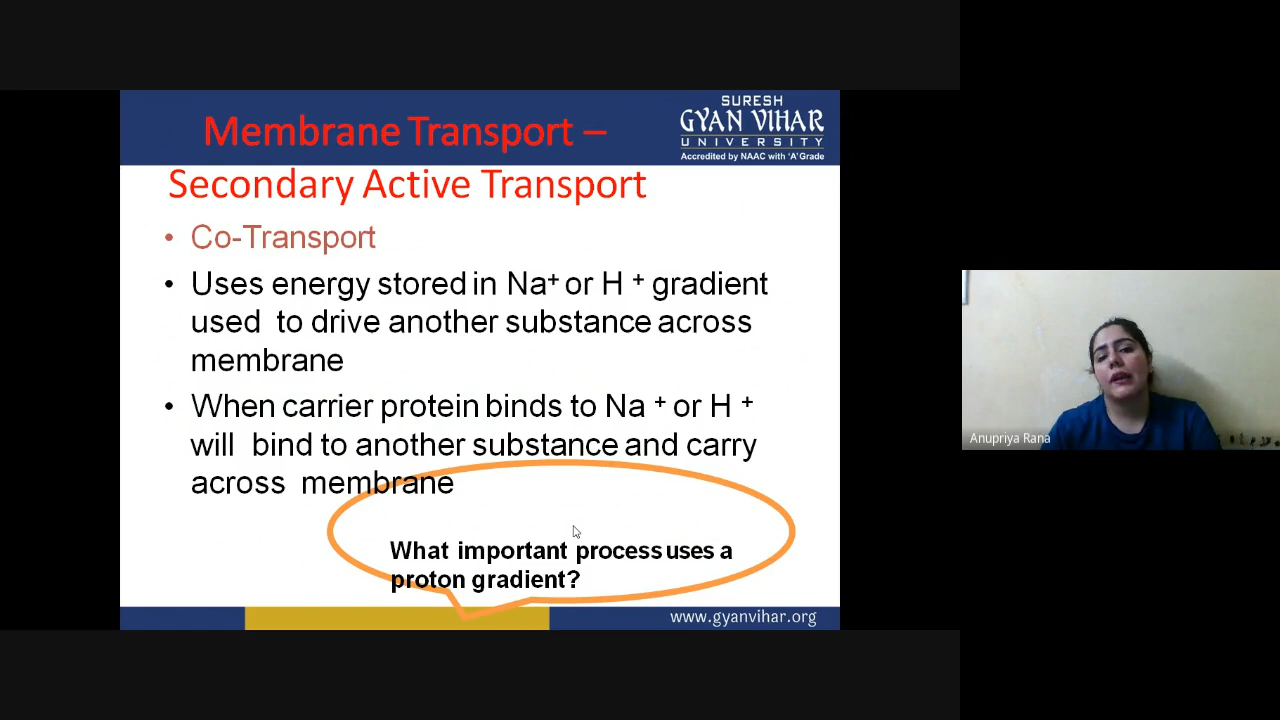 SURESH
GYAN VIHAR
UNIVERSITY
Accredited by NAAC with 'A' Grade
Membrane Transport –
Secondary Active Transport
• Co-Transport
• Uses energy stored in Na⁺ or H ⁺ gradient
used to drive another substance across
membrane
• When carrier protein binds to Na ⁺ or H ⁺
will bind to another substance and carry
across membrane
What important process uses a
proton gradient?
www.gyanvihar.org
Anupriya Rana